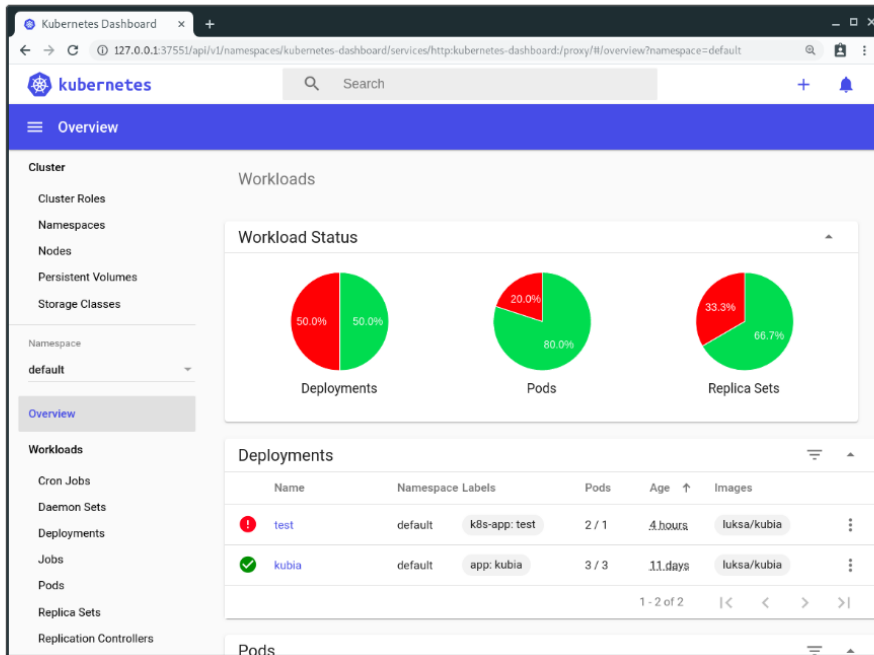 Kubernetes Dashboard × +
127.0.0.1:37551/api/v1/namespaces/kubernetes-dashboard/services/http:kubernetes-dashboard:/proxy/#/overview?namespace=default
kubernetes
Search
+
Overview
Cluster
Cluster Roles
Namespaces
Nodes
Persistent Volumes
Storage Classes
Namespace
default
Overview
Workloads
Cron Jobs
Daemon Sets
Deployments
Jobs
Pods
Replica Sets
Replication Controllers
Workloads
Workload Status
50.0% 50.0%
20.0%
80.0%
33.3%
66.7%
Deployments Pods Replica Sets
Deployments
Name Namespace Labels Pods Age Images
test default k8s-app: test 2 / 1 4 hours luksa/kubia
kubia default app: kubia 3 / 3 11 days luksa/kubia
1 - 2 of 2
Pods